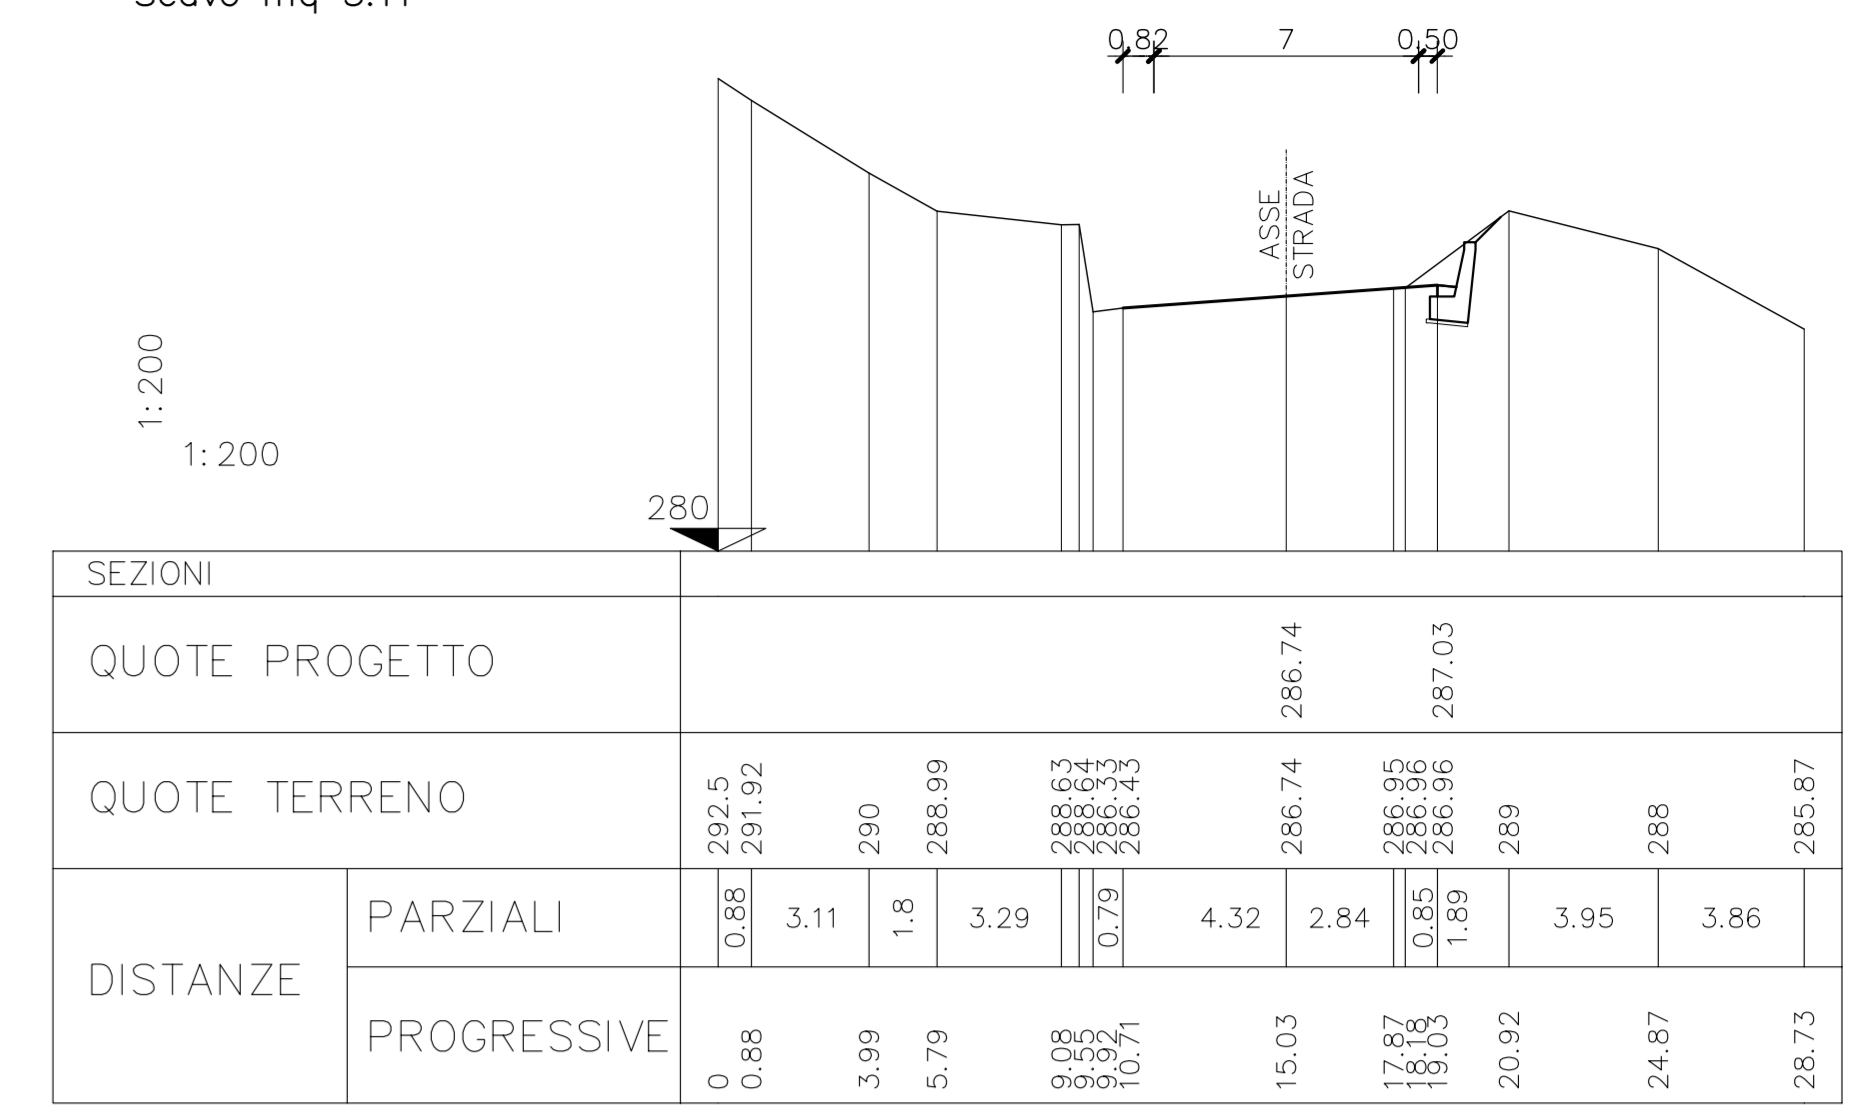 0.82 7 0.50
ASSE
STRADA
1:200
1:200
280
SEZIONI
QUOTE PROGETTO 286.74 287.03
QUOTE TERRENO 292.5 291.92 290 288.99 288.63 288.64 286.33 286.43 286.74 286.95 286.96 286.96 289 288 285.87
DISTANZE
PARZIALI 0.88 3.11 1.8 3.29 0.79 4.32 2.84 0.85 1.89 3.95 3.86
PROGRESSIVE 0 0.88 3.99 5.79 9.08 9.55 9.92 10.71 15.03 17.87 18.18 19.03 20.92 24.87 28.73